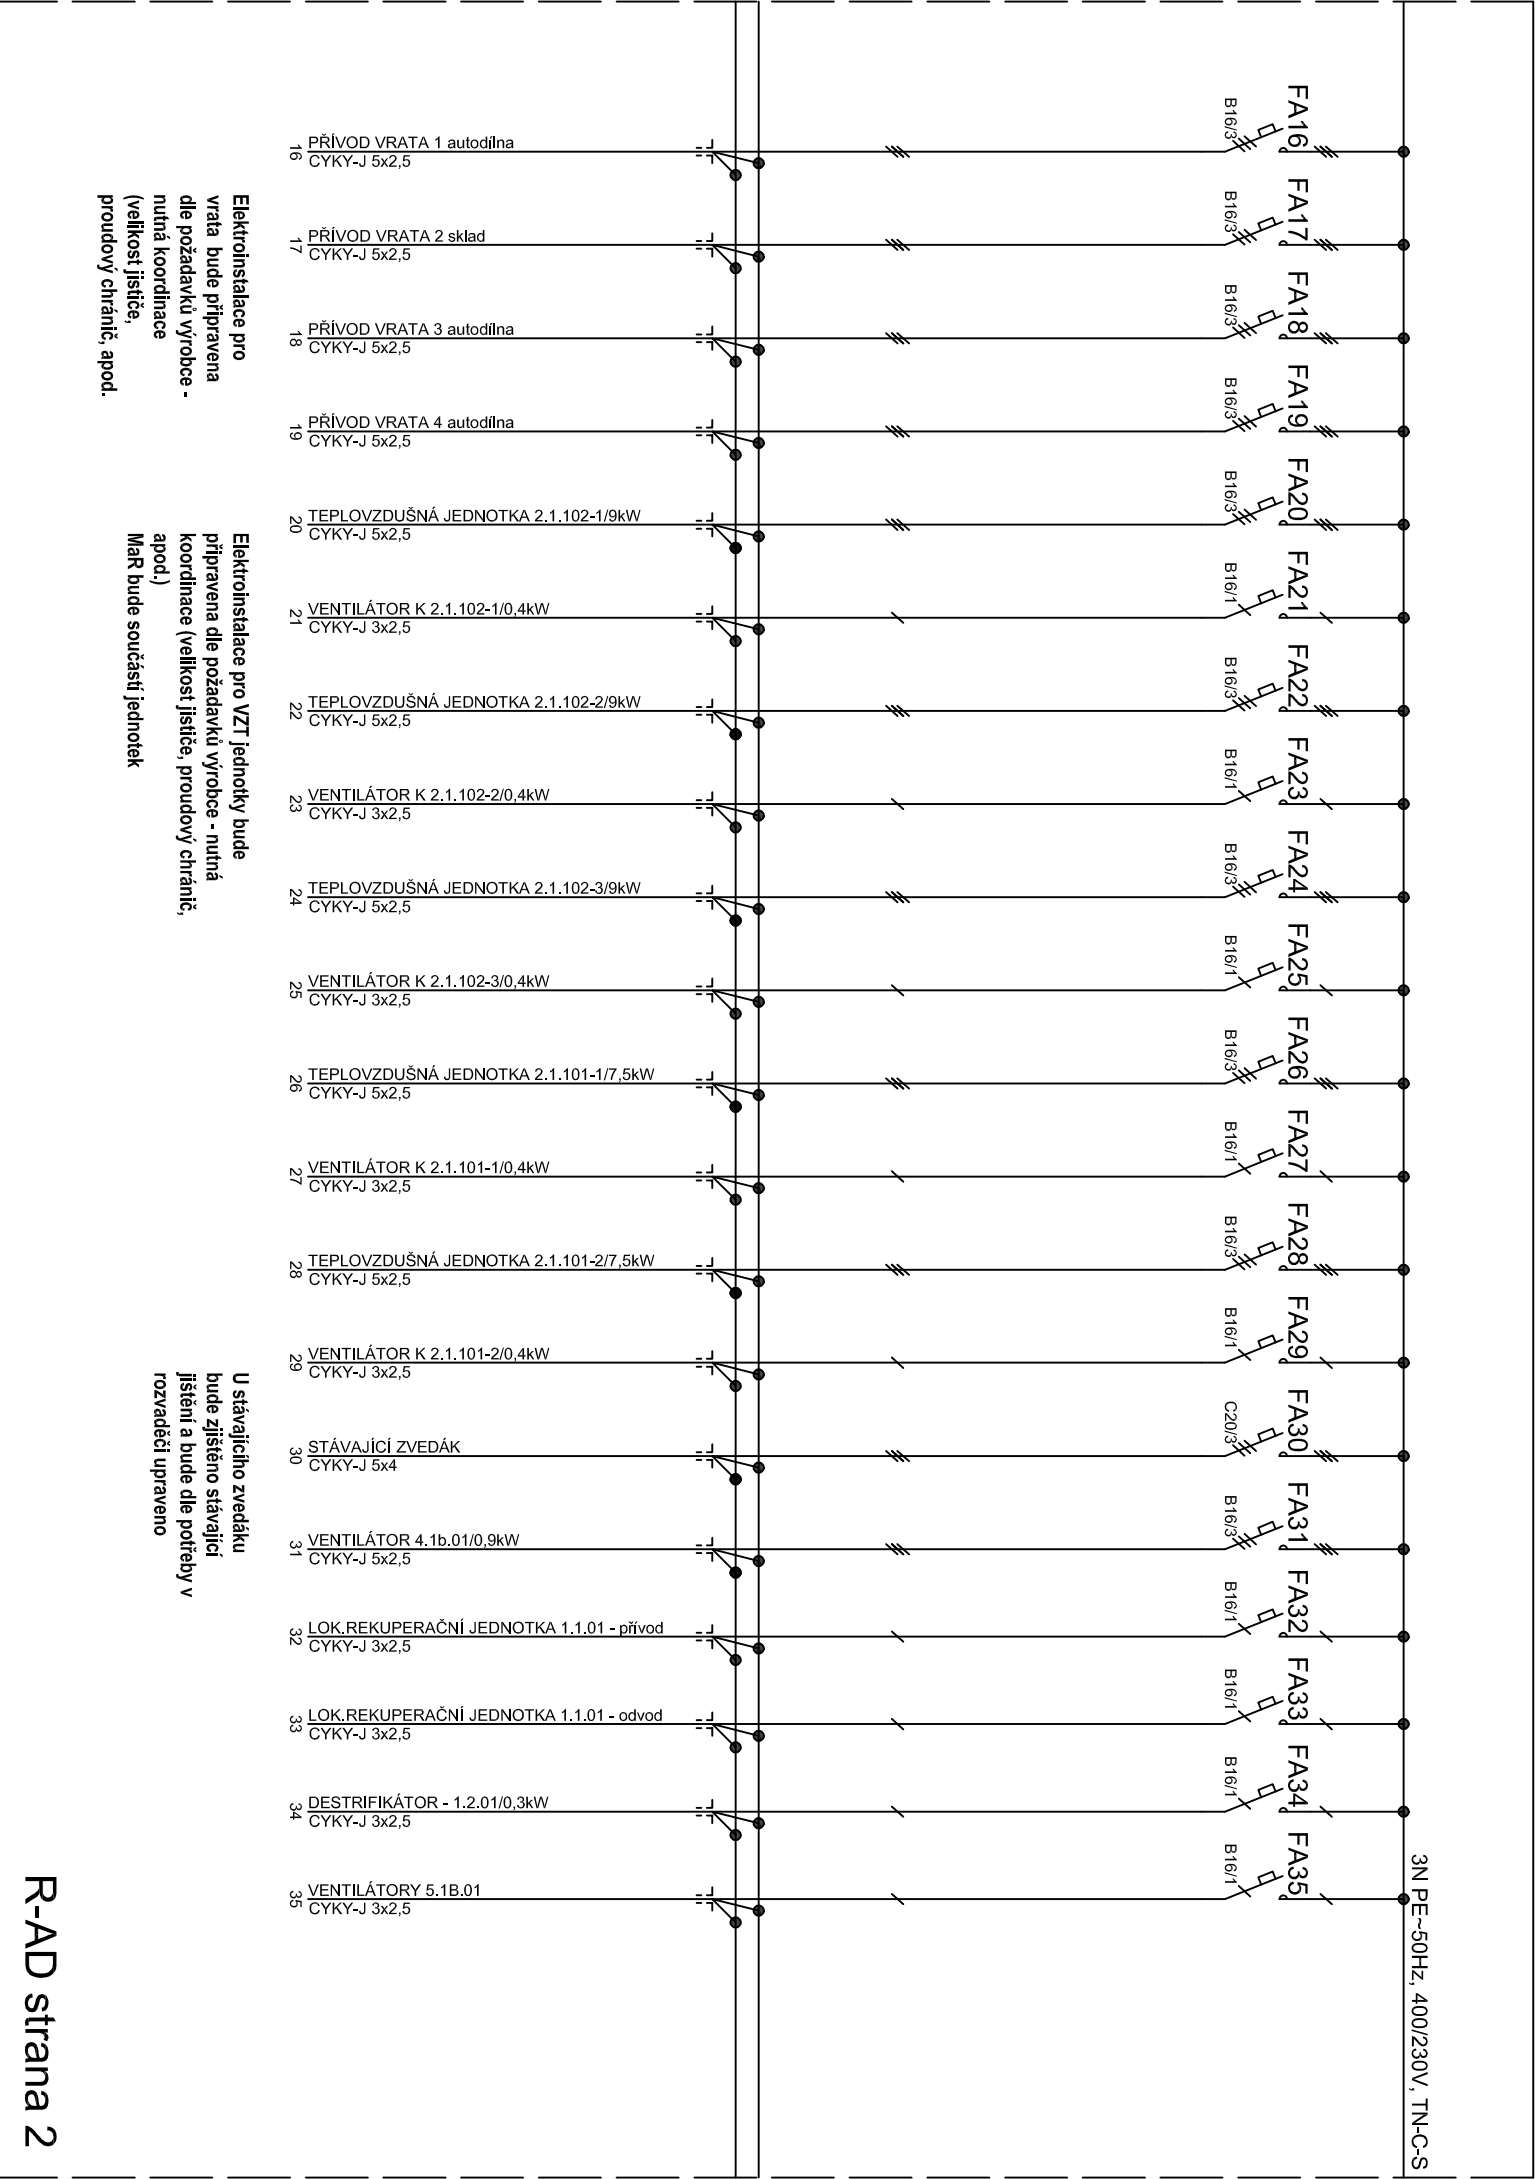 3N PE~50Hz, 400/230V, TN-C-S
FA16
B16/3
FA17
B16/3
FA18
B16/3
FA19
B16/3
FA20
B16/3
FA21
B16/1
FA22
B16/3
FA23
B16/1
FA24
B16/3
FA25
B16/1
FA26
B16/3
FA27
B16/1
FA28
B16/3
FA29
B16/1
FA30
C20/3
FA31
B16/3
FA32
B16/1
FA33
B16/1
FA34
B16/1
FA35
B16/1
16
PŘÍVOD VRATA 1 autodílna
CYKY-J 5x2,5
17
PŘÍVOD VRATA 2 sklad
CYKY-J 5x2,5
18
PŘÍVOD VRATA 3 autodílna
CYKY-J 5x2,5
19
PŘÍVOD VRATA 4 autodílna
CYKY-J 5x2,5
20
TEPLOVZDUŠNÁ JEDNOTKA 2.1.102-1/9kW
CYKY-J 5x2,5
21
VENTILÁTOR K 2.1.102-1/0,4kW
CYKY-J 3x2,5
22
TEPLOVZDUŠNÁ JEDNOTKA 2.1.102-2/9kW
CYKY-J 5x2,5
23
VENTILÁTOR K 2.1.102-2/0,4kW
CYKY-J 3x2,5
24
TEPLOVZDUŠNÁ JEDNOTKA 2.1.102-3/9kW
CYKY-J 5x2,5
25
VENTILÁTOR K 2.1.102-3/0,4kW
CYKY-J 3x2,5
26
TEPLOVZDUŠNÁ JEDNOTKA 2.1.101-1/7,5kW
CYKY-J 5x2,5
27
VENTILÁTOR K 2.1.101-1/0,4kW
CYKY-J 3x2,5
28
TEPLOVZDUŠNÁ JEDNOTKA 2.1.101-2/7,5kW
CYKY-J 5x2,5
29
VENTILÁTOR K 2.1.101-2/0,4kW
CYKY-J 3x2,5
30
STÁVAJÍCÍ ZVEDÁK
CYKY-J 5x4
31
VENTILÁTOR 4.1b.01/0,9kW
CYKY-J 5x2,5
32
LOK.REKUPERAČNÍ JEDNOTKA 1.1.01 - přívod
CYKY-J 3x2,5
33
LOK.REKUPERAČNÍ JEDNOTKA 1.1.01 - odvod
CYKY-J 3x2,5
34
DESTRIFIKÁTOR - 1.2.01/0,3kW
CYKY-J 3x2,5
35
VENTILÁTORY 5.1B.01
CYKY-J 3x2,5
Elektroinstalace pro
vrata bude připravena
dle požadavků výrobce -
nutná koordinace
(velikost jističe,
proudový chránič, apod.
Elektroinstalace pro VZT jednotky bude
připravena dle požadavků výrobce - nutná
koordinace (velikost jističe, proudový chránič,
apod.)
MaR bude součástí jednotek
U stávajícího zvedáku
bude zjištěno stávající
jištění a bude dle potřeby v
rozvaděči upraveno
R-AD strana 2